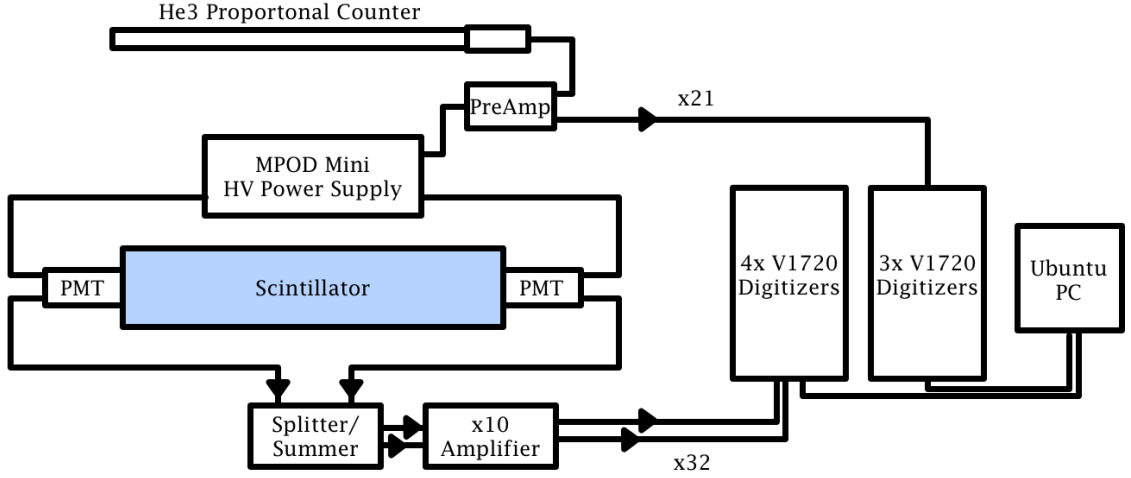 He3 Proportonal Counter
PreAmp
x21
MPOD Mini
HV Power Supply
PMT
Scintillator
PMT
4x V1720
Digitizers
3x V1720
Digitizers
Ubuntu
PC
Splitter/
Summer
x10
Amplifier
x32